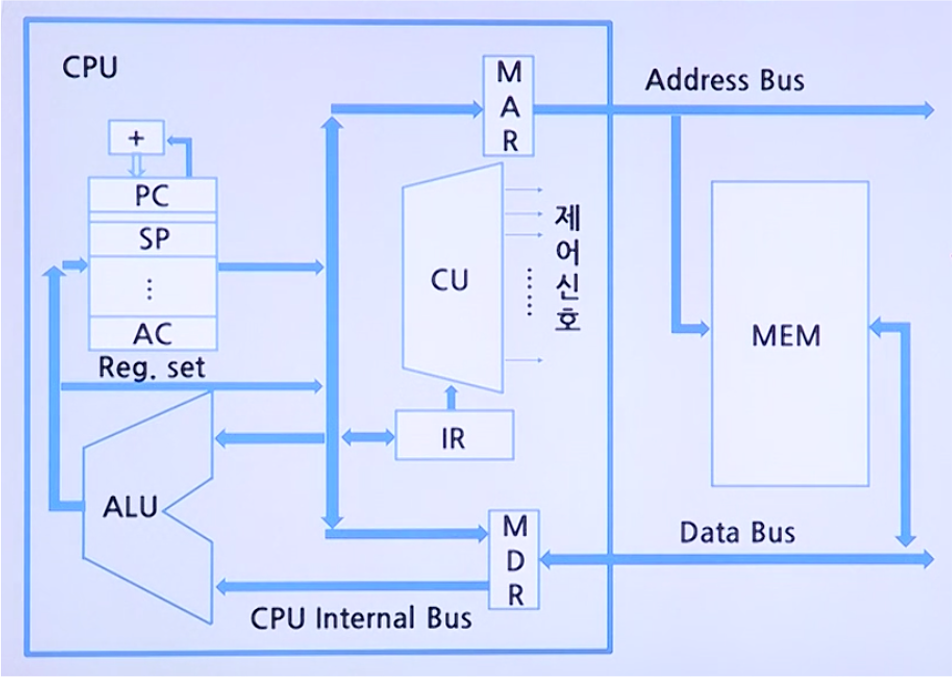 CPU
M
A
R
Address Bus
+
PC
SP
⋮
AC
Reg. set
CU
제
어
신
호
MEM
IR
ALU
M
D
R
Data Bus
CPU Internal Bus